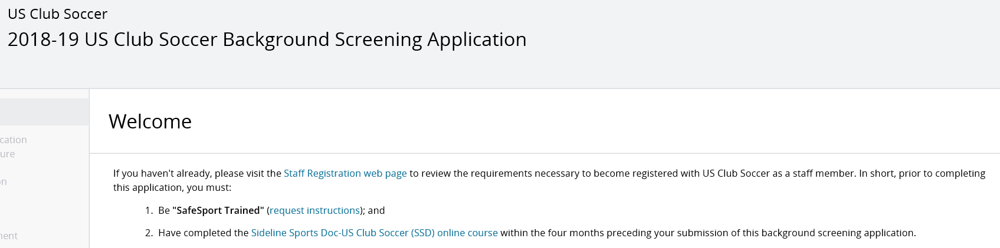 US Club Soccer
2018-19 US Club Soccer Background Screening Application
Welcome
cation
ure
on
ment
If you haven't already, please visit the Staff Registration web page to review the requirements necessary to become registered with US Club Soccer as a staff member. In short, prior to completing
this application, you must:
1. Be "SafeSport Trained" (request instructions); and
2. Have completed the Sideline Sports Doc-US Club Soccer (SSD) online course within the four months preceding your submission of this background screening application.